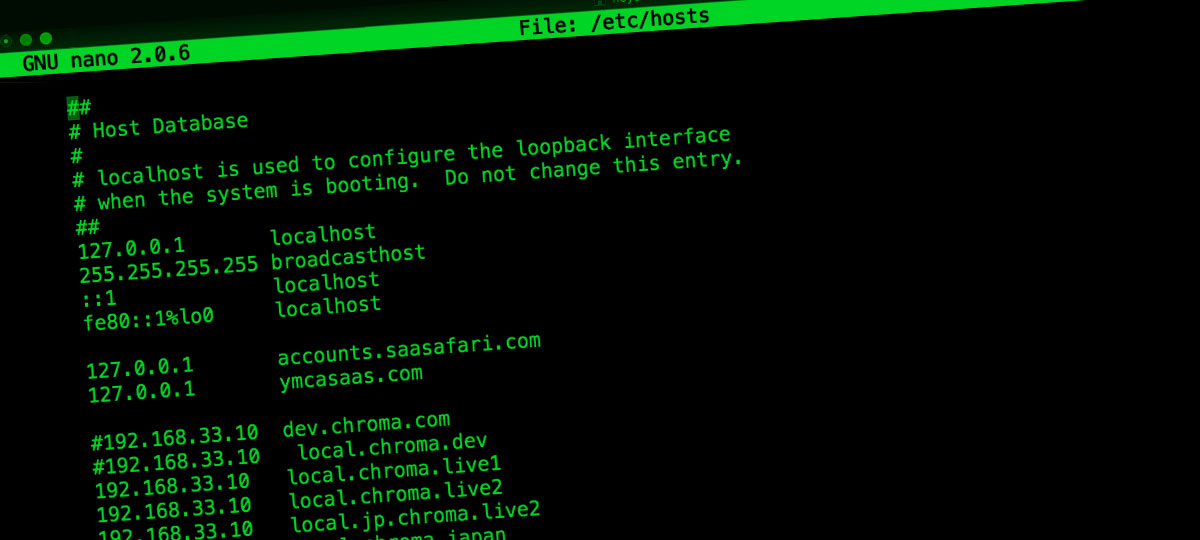 File: /etc/hosts
GNU nano 2.0.6
##
# Host Database
#
# localhost is used to configure the loopback interface
# when the system is booting.  Do not change this entry.
##
127.0.0.1 localhost
255.255.255.255 broadcasthost
::1 localhost
fe80::1%lo0 localhost
127.0.0.1 accounts.saasafari.com
127.0.0.1 ymcasaas.com
#192.168.33.10 dev.chroma.com
#192.168.33.10 local.chroma.dev
192.168.33.10 local.chroma.live1
192.168.33.10 local.chroma.live2
192.168.33.10 local.jp.chroma.live2